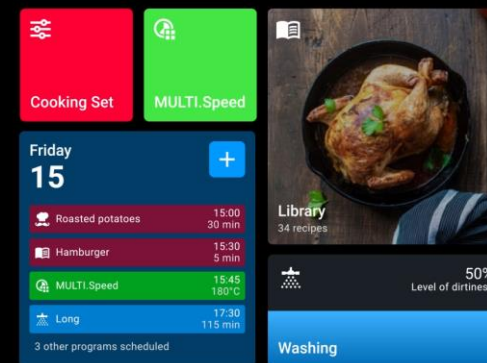 Cooking Set
MULTI.Speed
Library
34 recipes
Friday
15
Roasted potatoes
15:00
30 min
Hamburger
15:30
5 min
MULTI.Speed
15:45
180°C
Long
17:30
115 min
3 other programs scheduled
50%
Level of dirtines
Washing